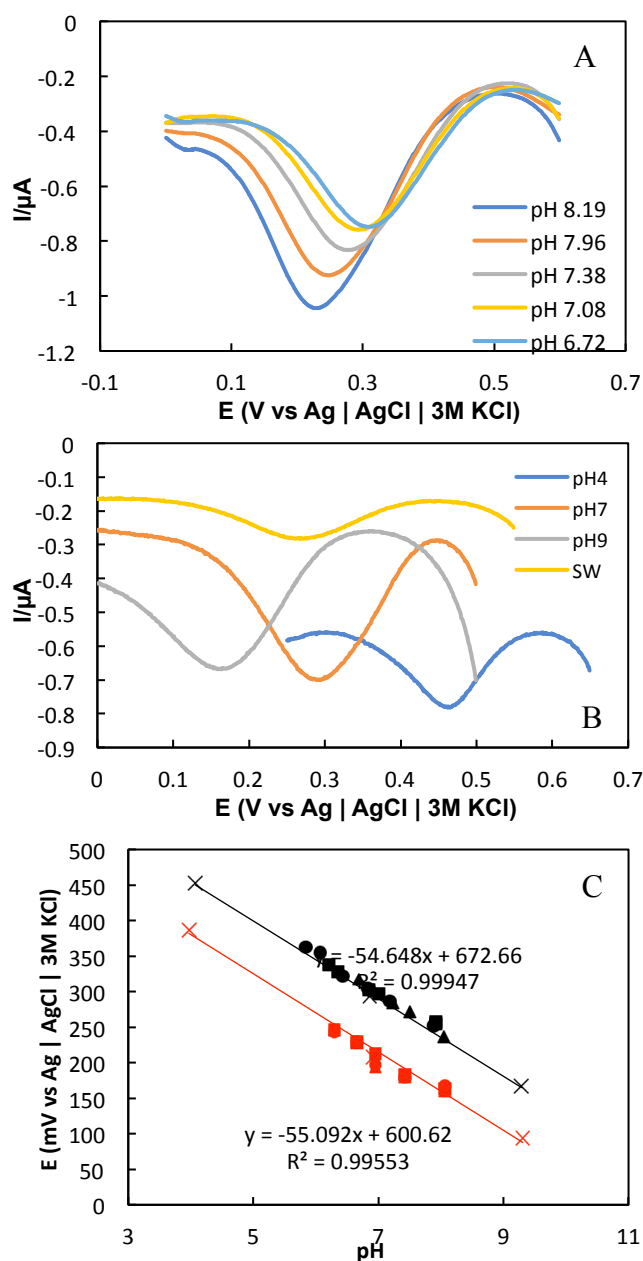 A
0
-0.2
-0.4
-0.6
-0.8
-1
-1.2
I/µA
pH 8.19
pH 7.96
pH 7.38
pH 7.08
pH 6.72
-0.1 0.1 0.3 0.5 0.7
E (V vs Ag | AgCl | 3M KCl)
0
-0.1
-0.2
-0.3
-0.4
-0.5
-0.6
-0.7
-0.8
-0.9
I/µA
pH4
pH7
pH9
SW
B
0 0.1 0.2 0.3 0.4 0.5 0.6 0.7
E (V vs Ag | AgCl | 3M KCl)
C
500
450
400
350
300
250
200
150
100
50
0
E (mV vs Ag | AgCl | 3M KCl)
= -54.648x + 672.66
R² = 0.99947
y = -55.092x + 600.62
R² = 0.99553
3 5 7 9 11
pH